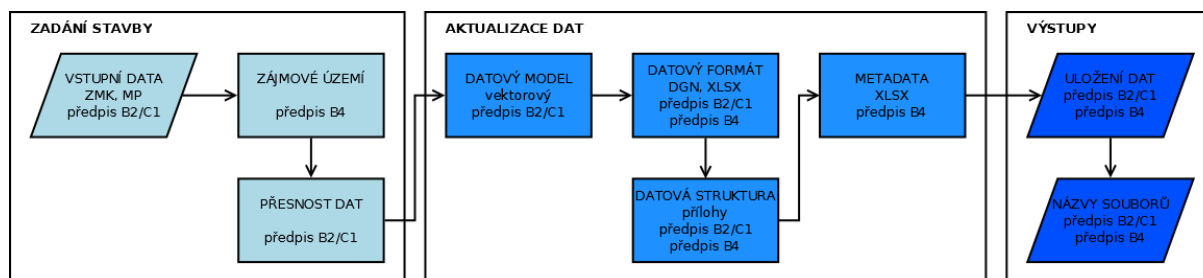 ZADÁNÍ STAVBY
VSTUPNÍ DATA
ZMK, MP
předpis B2/C1
ZÁJMOVÉ ÚZEMÍ
předpis B4
PŘESNOST DAT
předpis B2/C1
AKTUALIZACE DAT
DATOVÝ MODEL
vektorový
předpis B2/C1
DATOVÝ FORMÁT
DGN, XLSX
předpis B2/C1
předpis B4
DATOVÁ STRUKTURA
přílohy
předpis B2/C1
předpis B4
METADATA
XLSX
předpis B4
VÝSTUPY
ULOŽENÍ DAT
předpis B2/C1
předpis B4
NÁZVY SOUBORŮ
předpis B2/C1
předpis B4